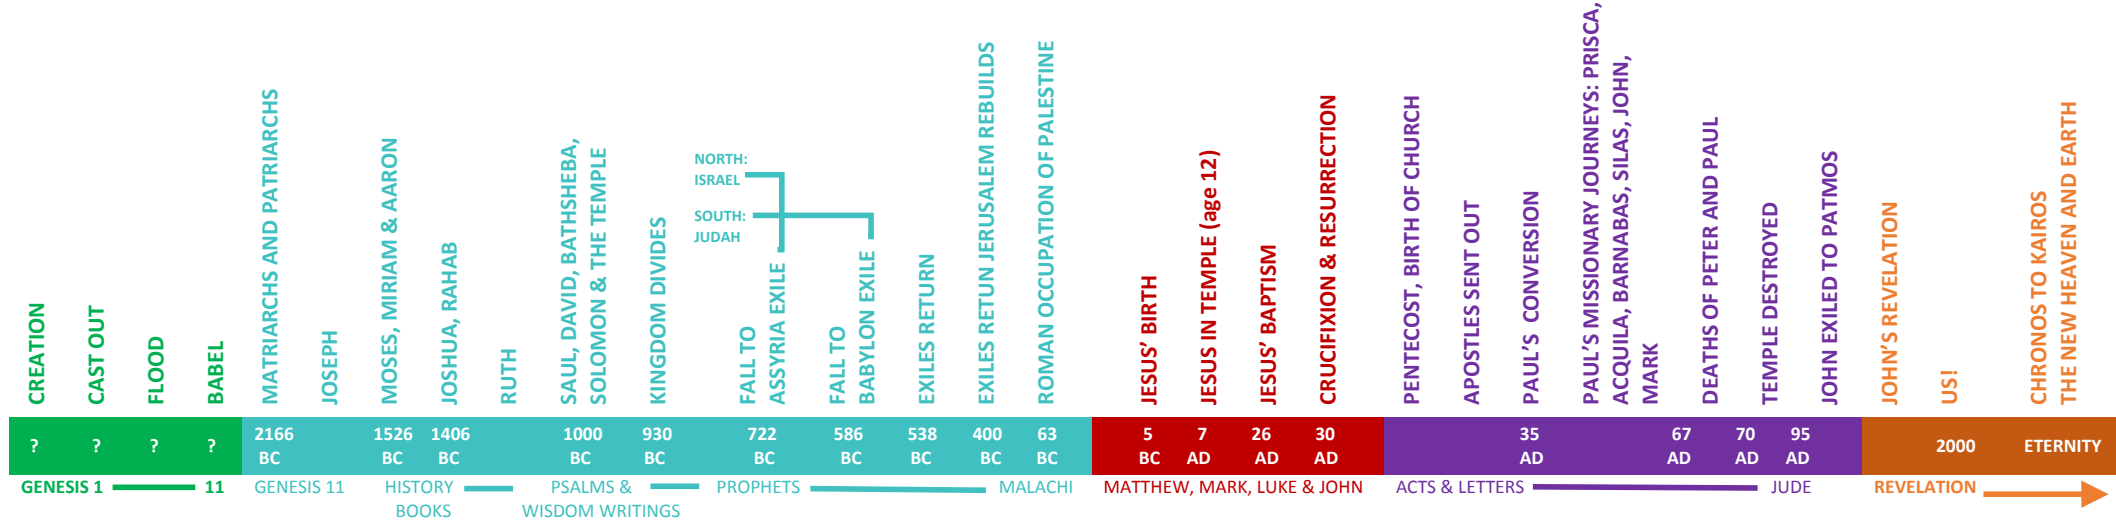 CREATION
CAST OUT
FLOOD
BABEL
MATRIARCHS AND PATRIARCHS
JOSEPH
MOSES, MIRIAM & AARON
JOSHUA, RAHAB
RUTH
SAUL, DAVID, BATHSHEBA,
SOLOMON & THE TEMPLE
KINGDOM DIVIDES
NORTH:
ISRAEL
SOUTH:
JUDAH
FALL TO
ASSYRIA EXILE
FALL TO
BABYLON EXILE
EXILES RETURN
EXILES RETUN JERUSALEM REBUILDS
ROMAN OCCUPATION OF PALESTINE
JESUS' BIRTH
JESUS IN TEMPLE (age 12)
JESUS' BAPTISM
CRUCIFIXION & RESURRECTION
PENTECOST, BIRTH OF CHURCH
APOSTLES SENT OUT
PAUL'S CONVERSION
PAUL'S MISSIONARY JOURNEYS: PRISCA,
ACQUILA, BARNABAS, SILAS, JOHN,
MARK
DEATHS OF PETER AND PAUL
TEMPLE DESTROYED
JOHN EXILED TO PATMOS
JOHN'S REVELATION
US!
CHRONOS TO KAIROS
THE NEW HEAVEN AND EARTH
? ? ? ?
2166 BC
1526 BC
1406 BC
1000 BC
930 BC
722 BC
586 BC
538 BC
400 BC
63 BC
5 BC
7 AD
26 AD
30 AD
35 AD
67 AD
70 AD
95 AD
2000
ETERNITY
GENESIS 1 11
GENESIS 11
HISTORY
BOOKS
PSALMS &
WISDOM WRITINGS
PROPHETS
MALACHI
MATTHEW, MARK, LUKE & JOHN
ACTS & LETTERS
JUDE
REVELATION